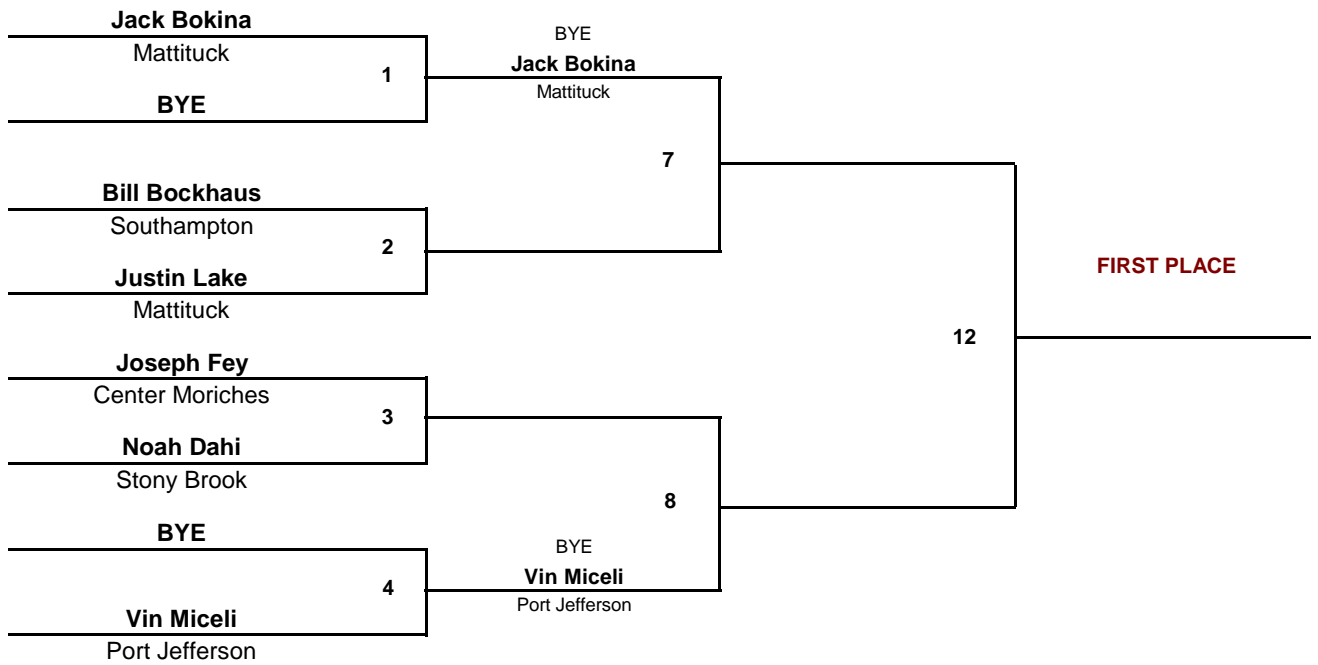 Jack Bokina
Mattituck
1
BYE
BYE
Jack Bokina
Mattituck
7
Bill Bockhaus
Southampton
2
Justin Lake
Mattituck
FIRST PLACE
12
Joseph Fey
Center Moriches
3
Noah Dahi
Stony Brook
8
BYE
4
BYE
Vin Miceli
Port Jefferson
Vin Miceli
Port Jefferson